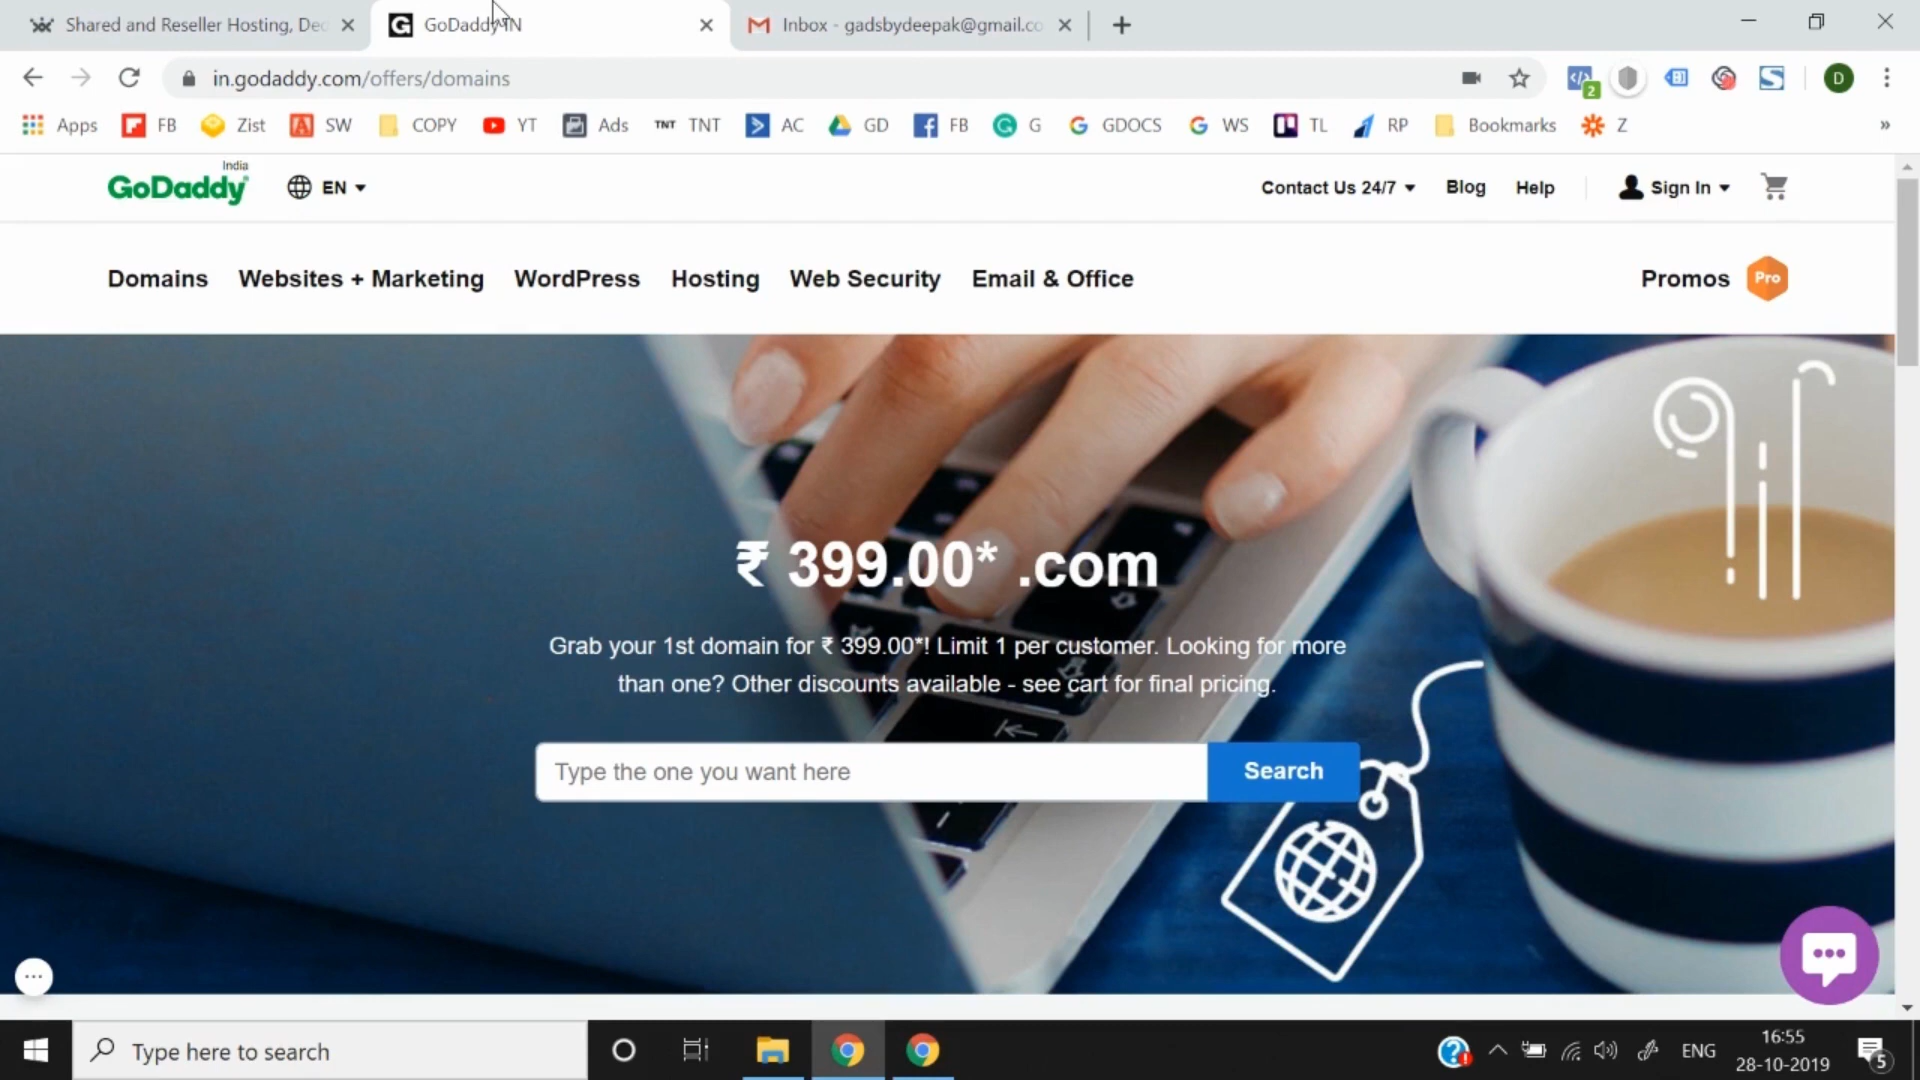 Shared and Reseller Hosting, Dec
GoDaddy IN
Inbox - gadsbydeepak@gmail.co
in.godaddy.com/offers/domains
2
D
Apps
FB
Zist
SW
COPY
YT
Ads
TNT TNT
AC
GD
FB
G
GDOCS
WS
TL
RP
Bookmarks
Z
»
India
GoDaddy
EN
Contact Us 24/7
Blog
Help
Sign In
Domains
Websites + Marketing
WordPress
Hosting
Web Security
Email & Office
Promos
Pro
₹ 399.00* .com
Grab your 1st domain for ₹ 399.00*! Limit 1 per customer. Looking for more
than one? Other discounts available - see cart for final pricing.
Type the one you want here
Search
Type here to search
ENG
16:55
28-10-2019
5